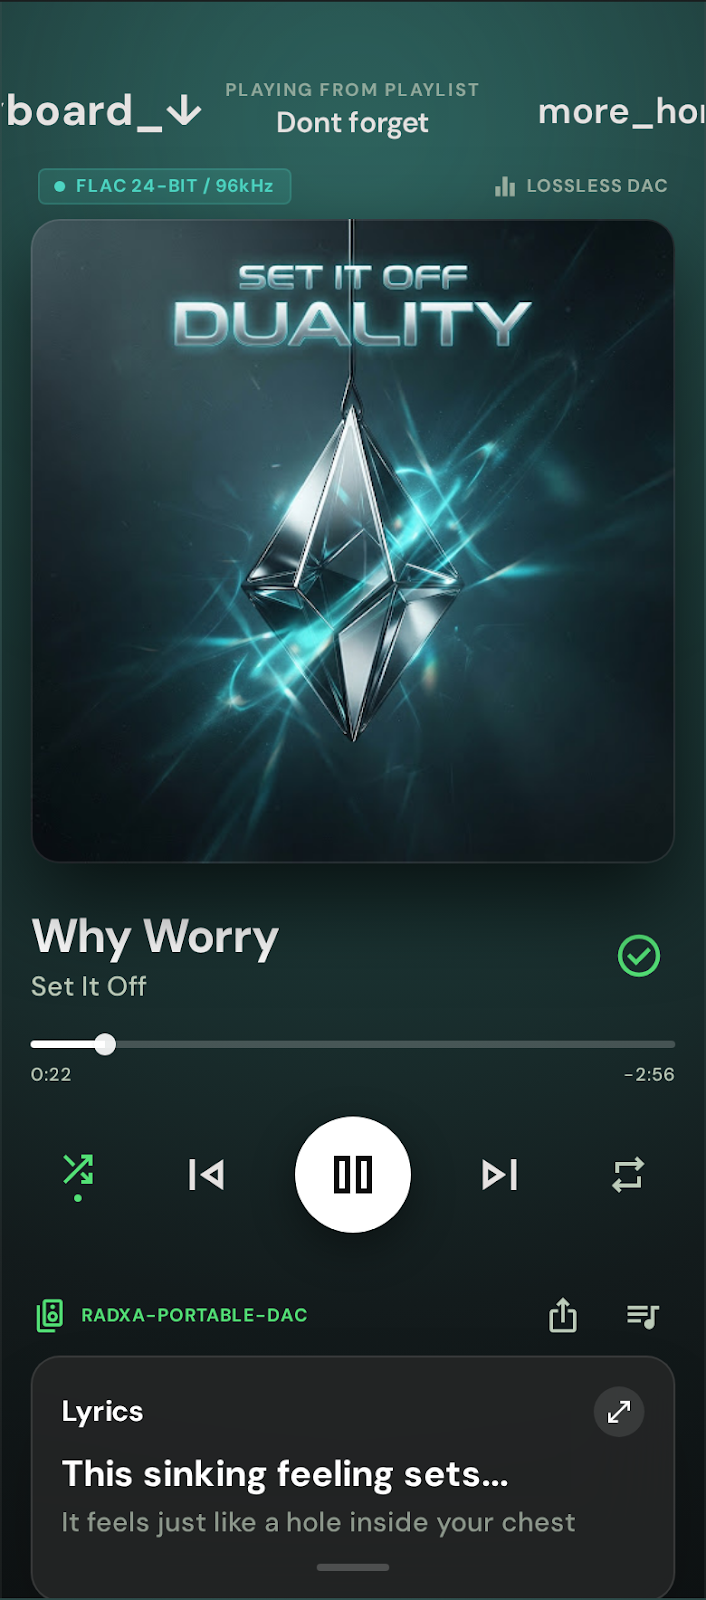 board_↓
PLAYING FROM PLAYLIST
Dont forget
more_hor
FLAC 24-BIT / 96kHz
LOSSLESS DAC
SET IT OFF
DUALITY
Why Worry
Set It Off
0:22
-2:56
RADXA-PORTABLE-DAC
Lyrics
This sinking feeling sets...
It feels just like a hole inside your chest